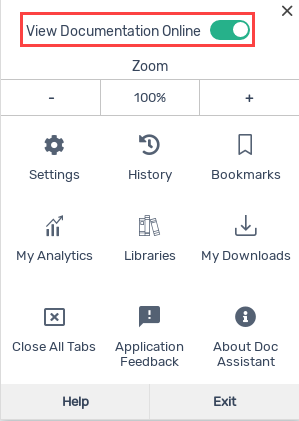 View Documentation Online
Zoom
- 100% +
Settings History Bookmarks
My Analytics Libraries My Downloads
Close All Tabs Application Feedback About Doc Assistant
Help Exit